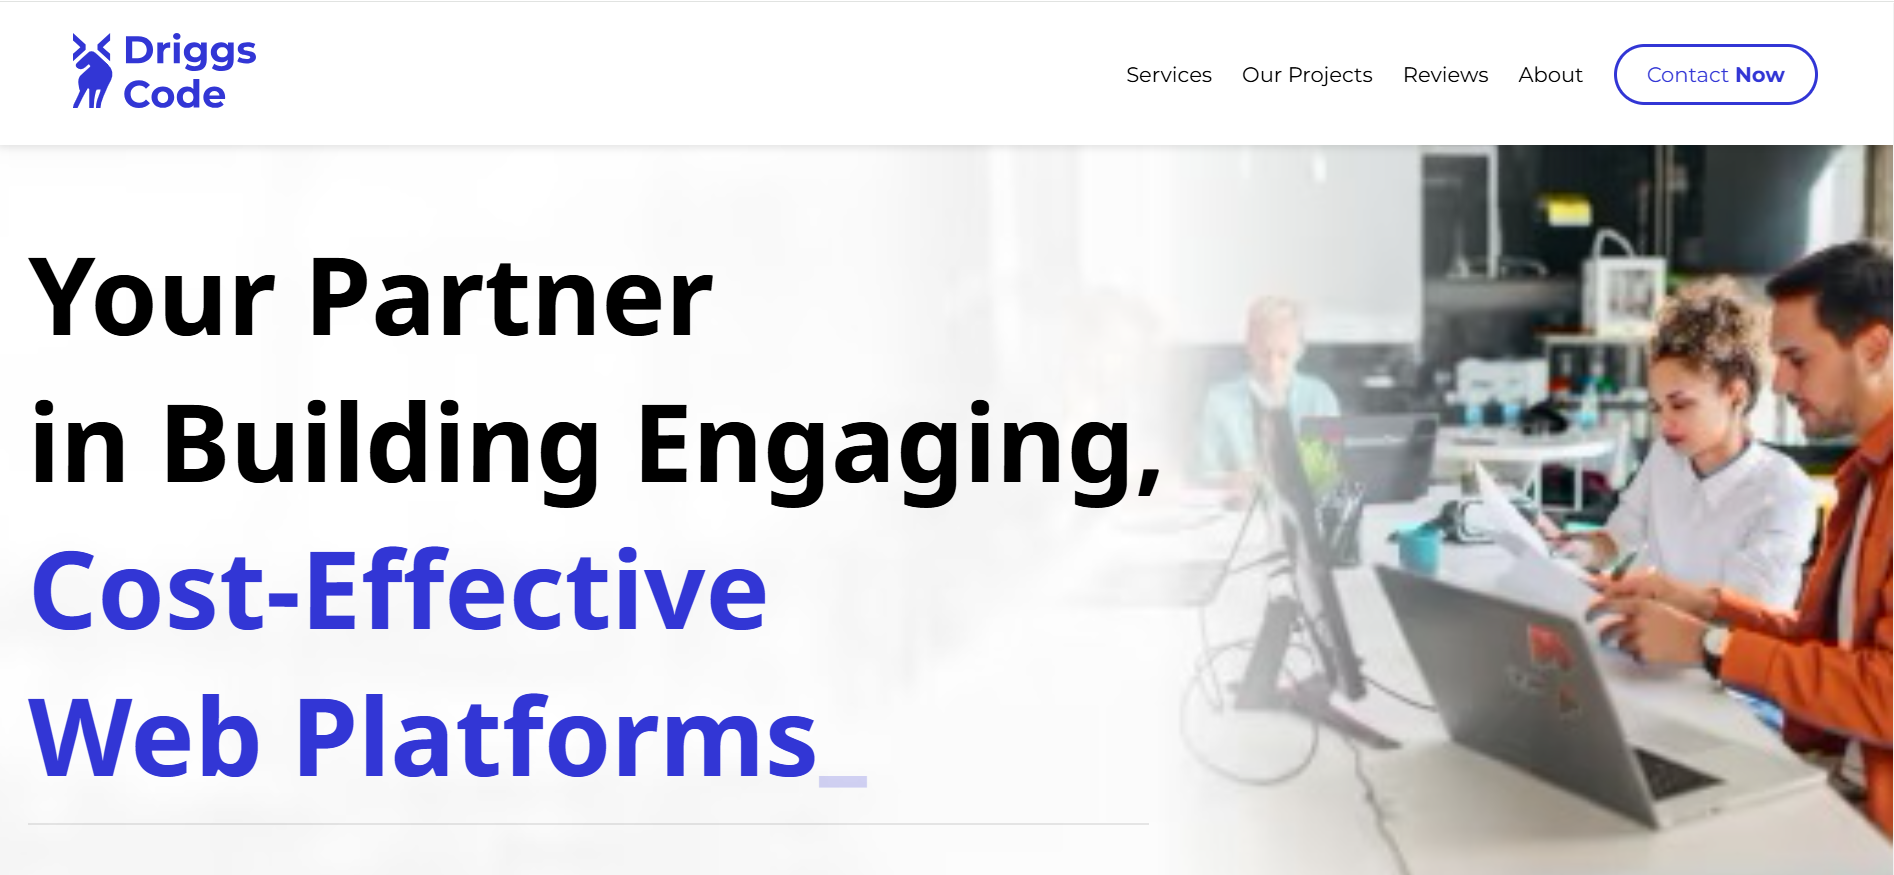 Driggs
Code
Services Our Projects Reviews About Contact Now
Your Partner
in Building Engaging,
Cost-Effective
Web Platforms_